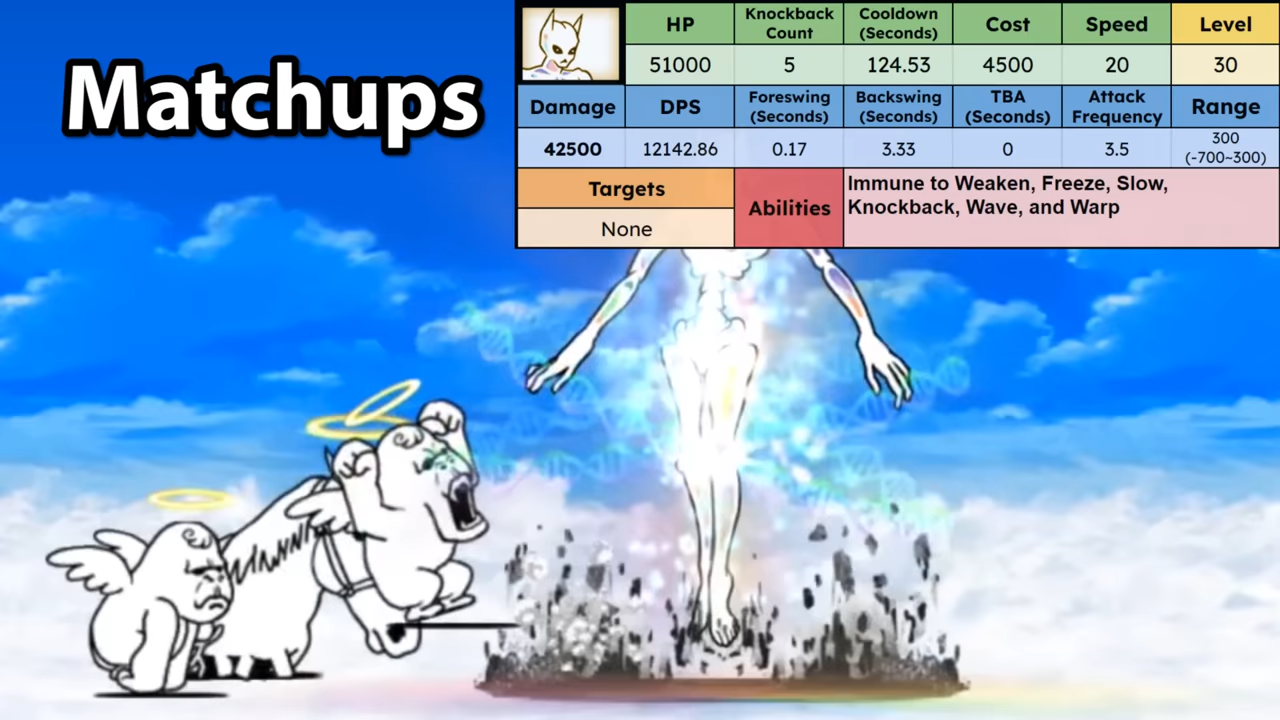 Matchups
HP
Knockback
Count
Cooldown
(Seconds)
Cost
Speed
Level
51000
5
124.53
4500
20
30
Damage
DPS
Foreswing
(Seconds)
Backswing
(Seconds)
TBA
(Seconds)
Attack
Frequency
Range
42500
12142.86
0.17
3.33
0
3.5
300
(-700~300)
Targets
None
Abilities
Immune to Weaken, Freeze, Slow,
Knockback, Wave, and Warp